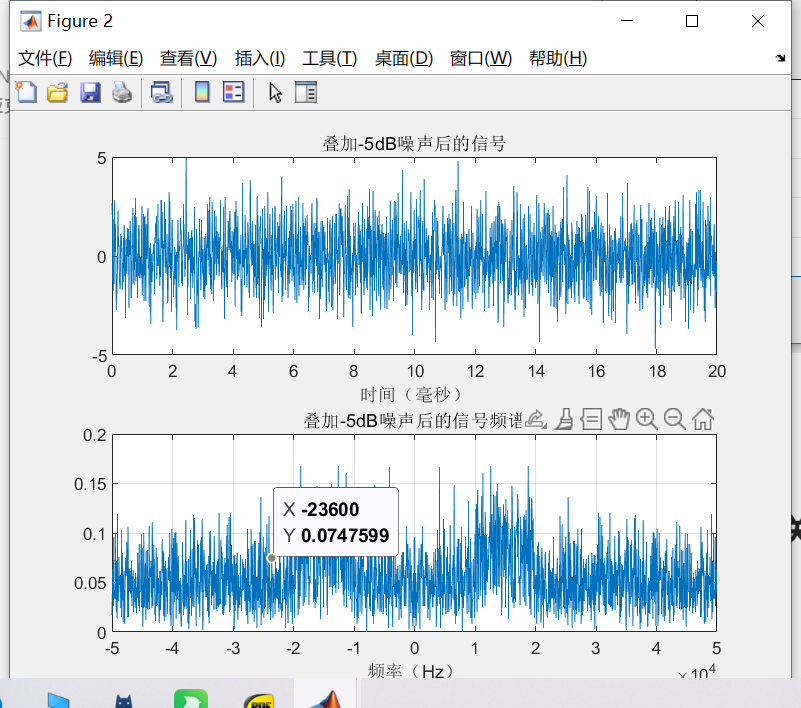 Figure 2
文件(F) 编辑(E) 查看(V) 插入(I) 工具(T) 桌面(D) 窗口(W) 帮助(H)
叠加-5dB噪声后的信号
5
0
-5
0 2 4 6 8 10 12 14 16 18 20
时间（毫秒）
叠加-5dB噪声后的信号频谱
0.2
0.15
0.1
0.05
0
X -23600
Y 0.0747599
-5 -4 -3 -2 -1 0 1 2 3 4 5
频率（Hz）
×10⁴